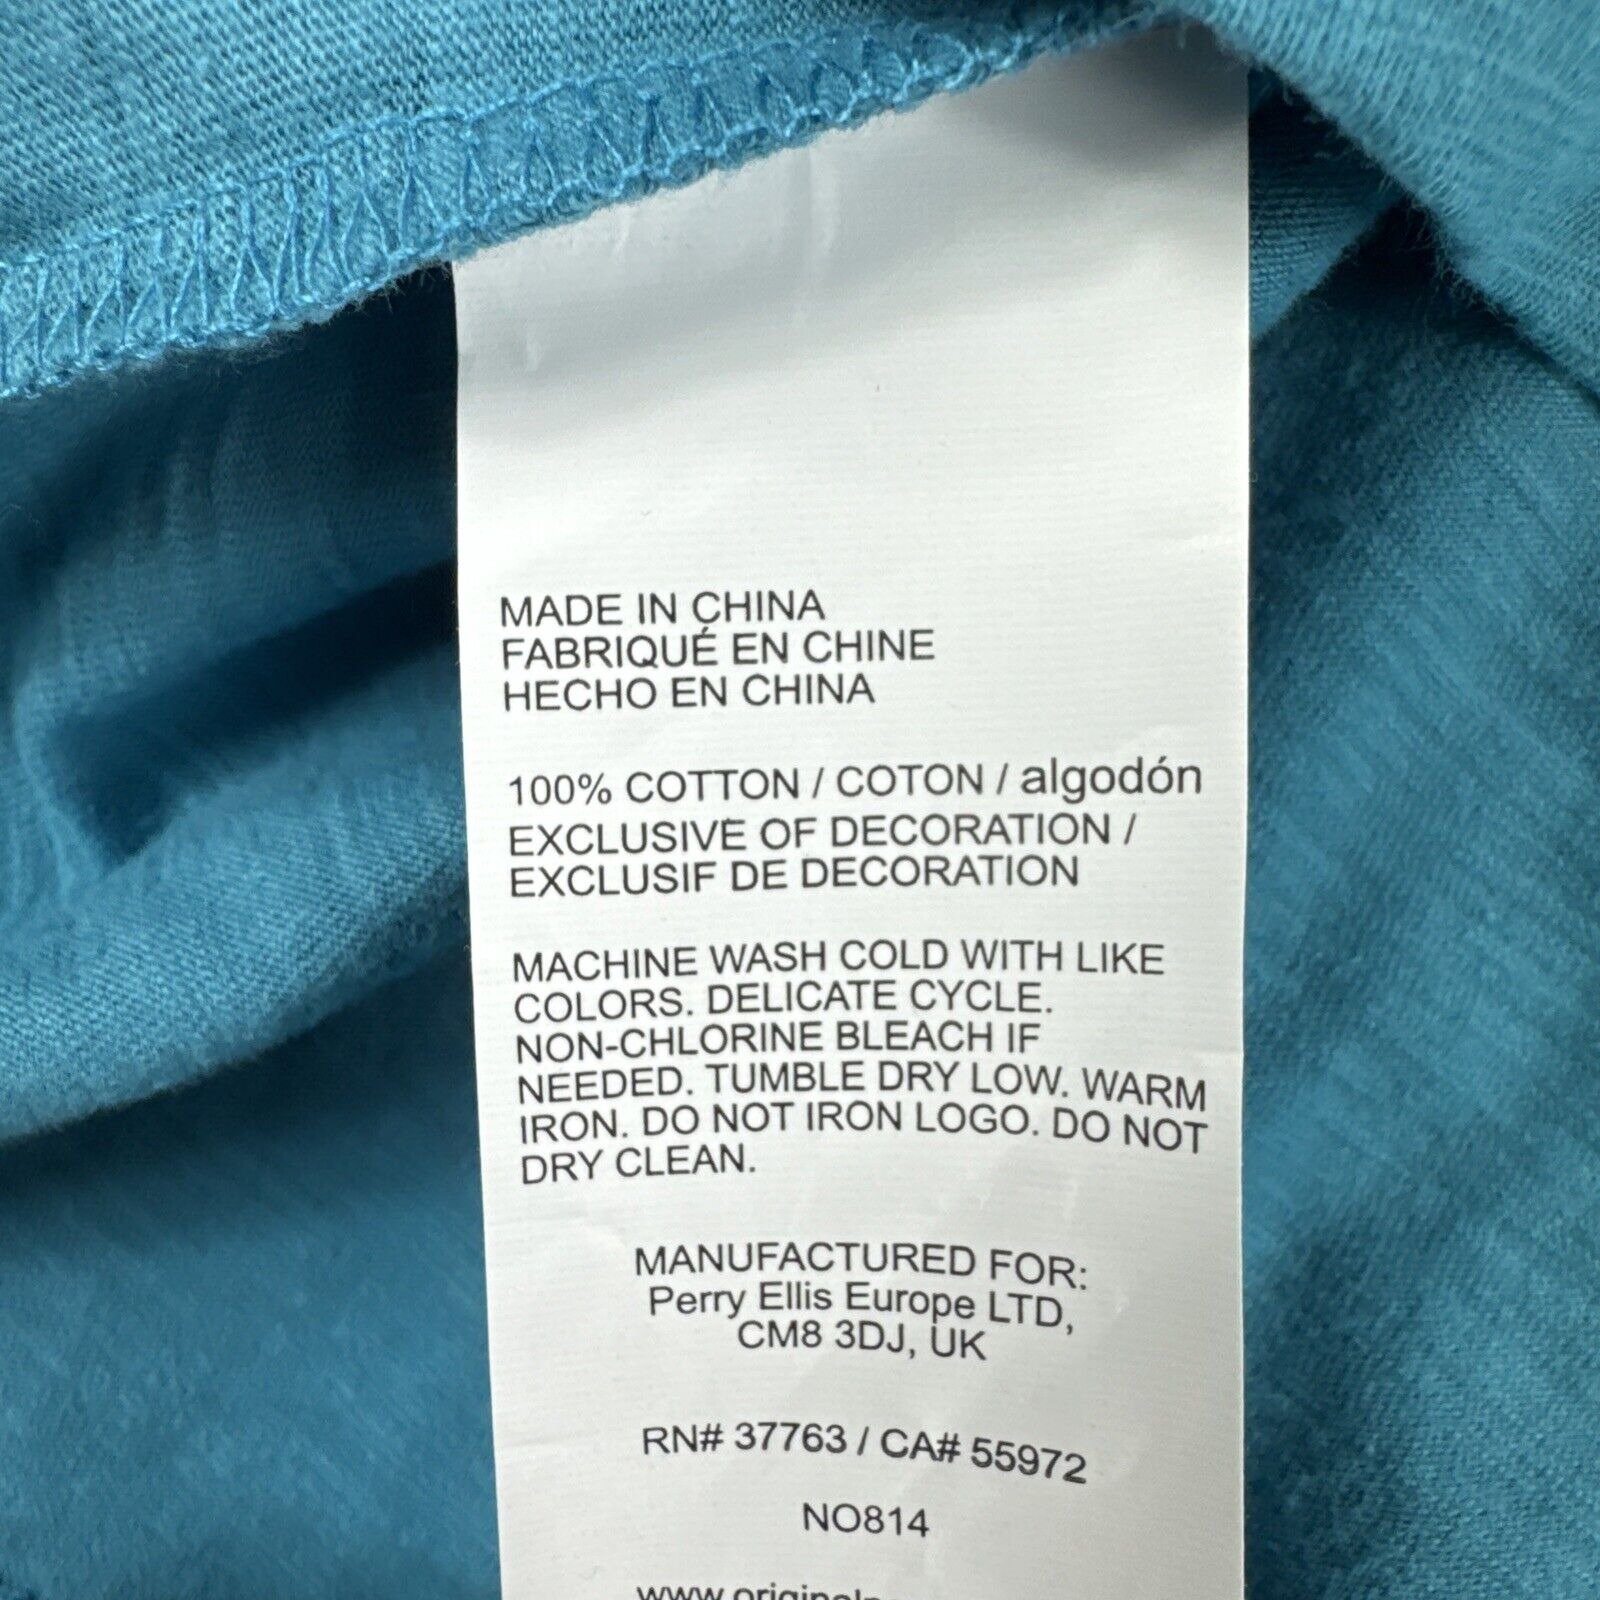 MADE IN CHINA
FABRIQUÉ EN CHINE
HECHO EN CHINA
100% COTTON / COTON / algodón
EXCLUSIVE OF DECORATION /
EXCLUSIF DE DECORATION
MACHINE WASH COLD WITH LIKE
COLORS. DELICATE CYCLE.
NON-CHLORINE BLEACH IF
NEEDED. TUMBLE DRY LOW. WARM
IRON. DO NOT IRON LOGO. DO NOT
DRY CLEAN.
MANUFACTURED FOR:
Perry Ellis Europe LTD,
CM8 3DJ, UK
RN# 37763 / CA# 55972
NO814